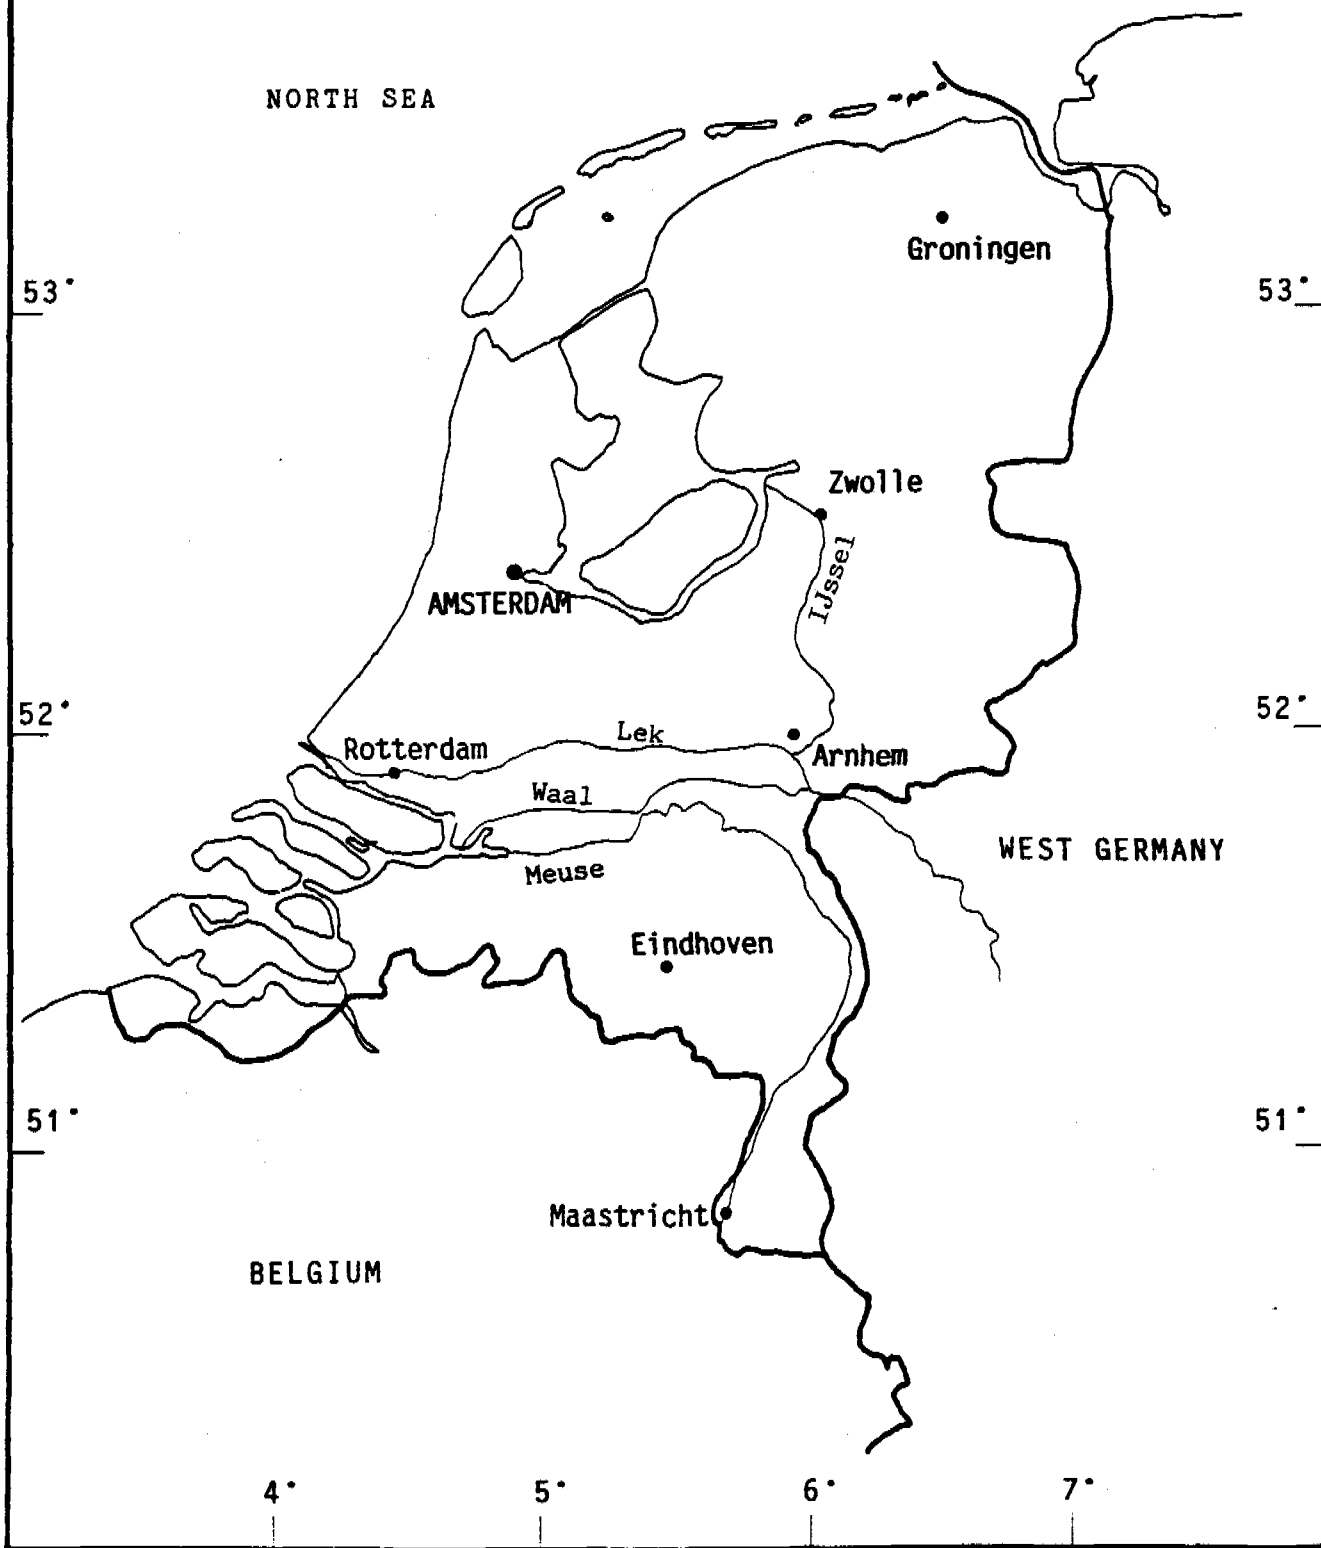 NORTH SEA
Groningen
53°
53°
Zwolle
IJssel
AMSTERDAM
52°
52°
Lek
Rotterdam
Arnhem
Waal
WEST GERMANY
Meuse
Eindhoven
51°
51°
Maastricht
BELGIUM
4°
5°
6°
7°